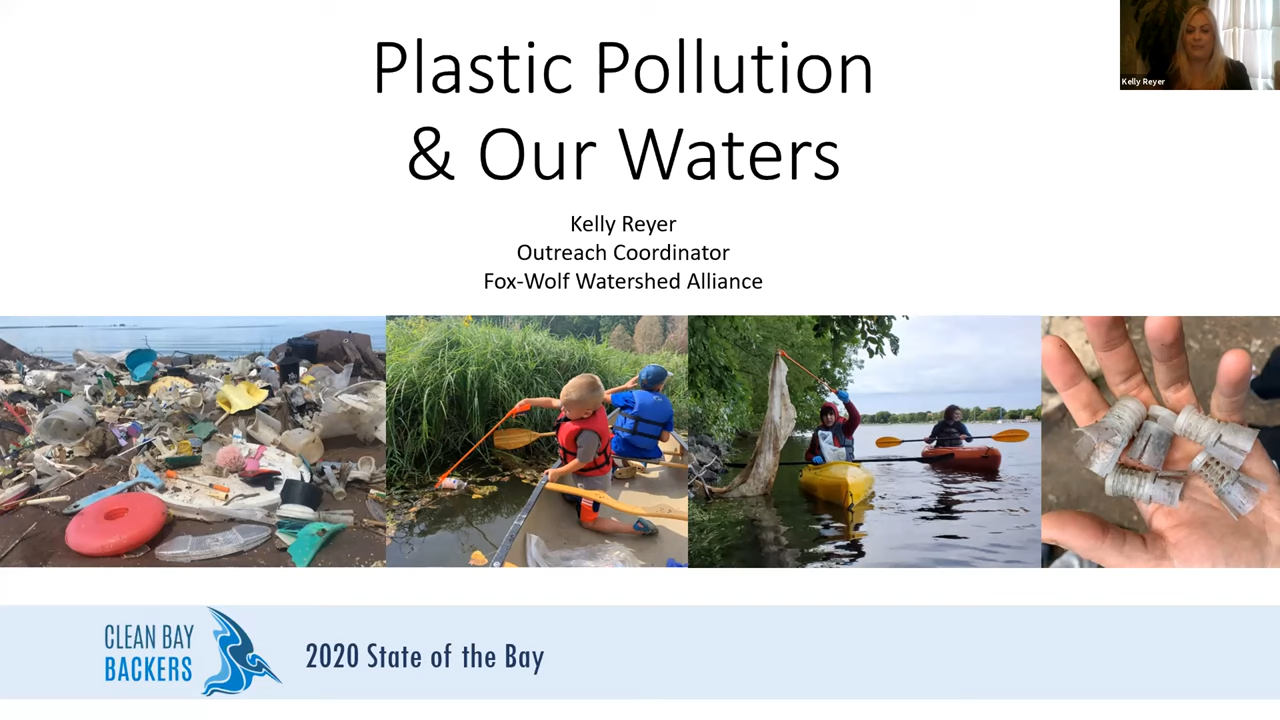 Plastic Pollution
& Our Waters
Kelly Reyer
Kelly Reyer
Outreach Coordinator
Fox-Wolf Watershed Alliance
CLEAN BAY
BACKERS
2020 State of the Bay